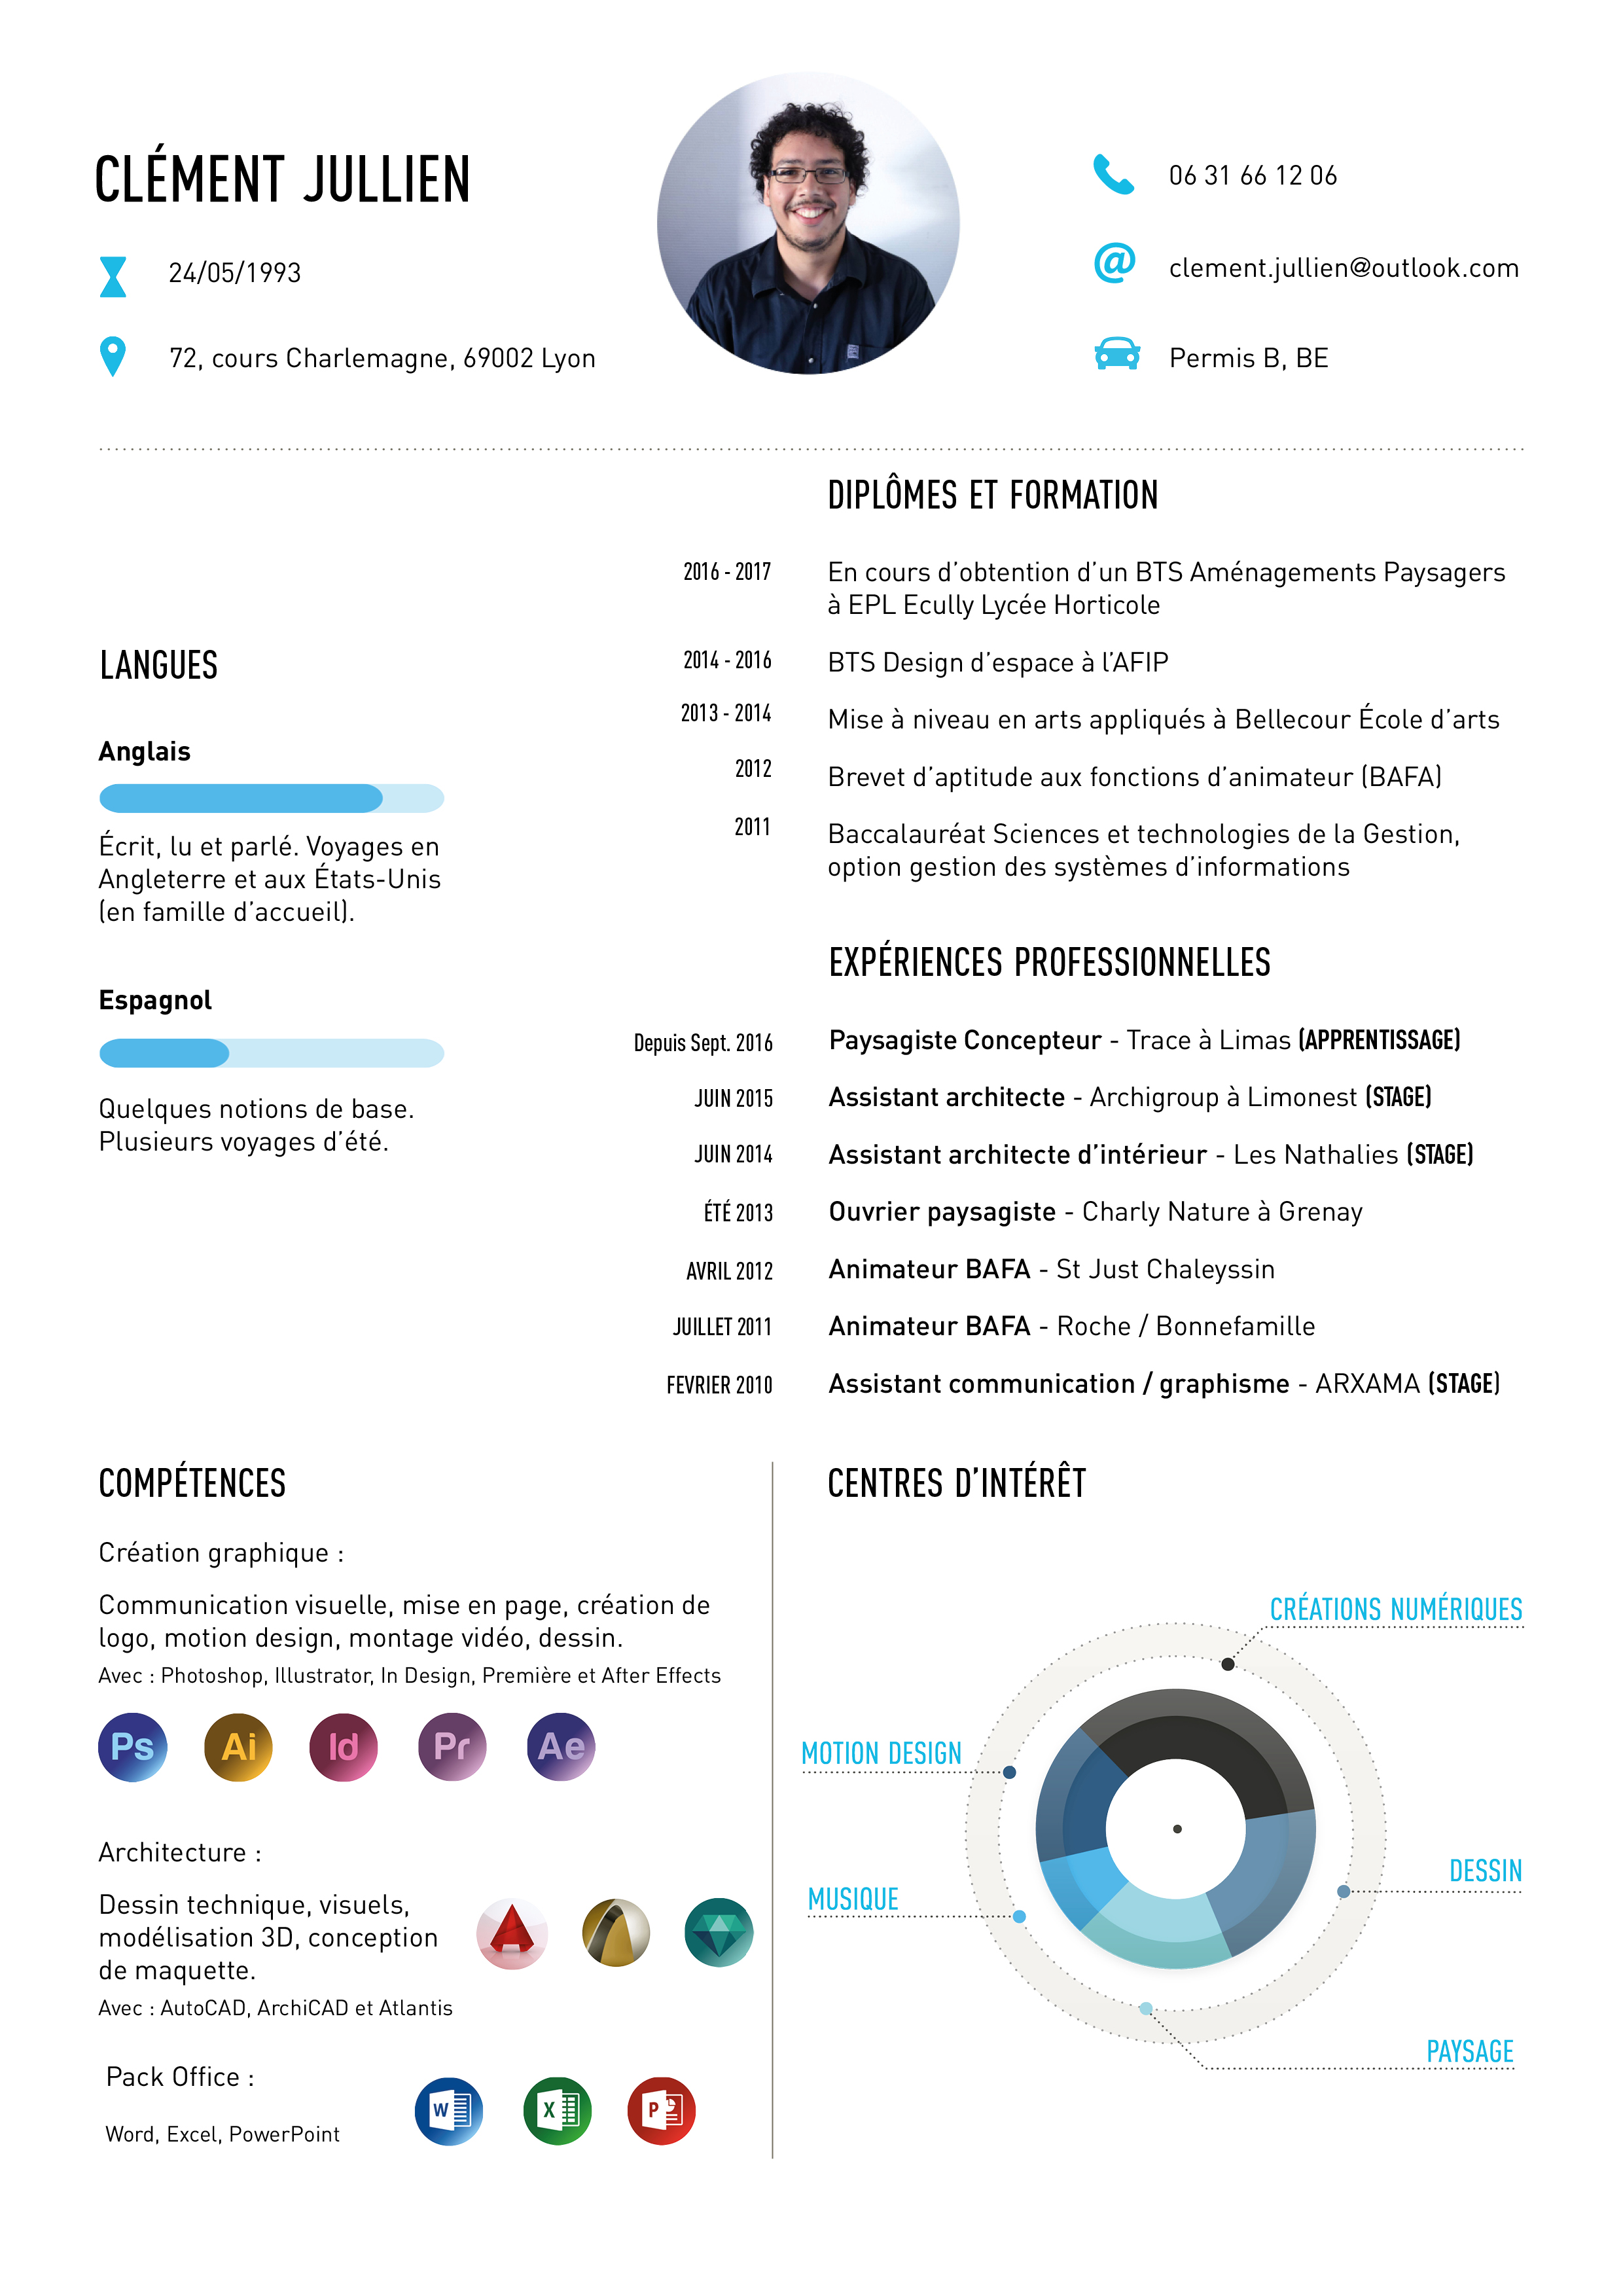 CLÉMENT JULLIEN
24/05/1993
72, cours Charlemagne, 69002 Lyon
06 31 66 12 06
clement.jullien@outlook.com
Permis B, BE
DIPLÔMES ET FORMATION
2016 - 2017
En cours d’obtention d’un BTS Aménagements Paysagers
à EPL Ecully Lycée Horticole
2014 - 2016
BTS Design d’espace à l’AFIP
2013 - 2014
Mise à niveau en arts appliqués à Bellecour École d’arts
2012
Brevet d’aptitude aux fonctions d’animateur (BAFA)
2011
Baccalauréat Sciences et technologies de la Gestion,
option gestion des systèmes d’informations
LANGUES
Anglais
Écrit, lu et parlé. Voyages en
Angleterre et aux États-Unis
(en famille d’accueil).
Espagnol
Quelques notions de base.
Plusieurs voyages d’été.
EXPÉRIENCES PROFESSIONNELLES
Depuis Sept. 2016
Paysagiste Concepteur - Trace à Limas (APPRENTISSAGE)
JUIN 2015
Assistant architecte - Archigroup à Limonest (STAGE)
JUIN 2014
Assistant architecte d’intérieur - Les Nathalies (STAGE)
ÉTÉ 2013
Ouvrier paysagiste - Charly Nature à Grenay
AVRIL 2012
Animateur BAFA - St Just Chaleyssin
JUILLET 2011
Animateur BAFA - Roche / Bonnefamille
FEVRIER 2010
Assistant communication / graphisme - ARXAMA (STAGE)
COMPÉTENCES
Création graphique :
Communication visuelle, mise en page, création de
logo, motion design, montage vidéo, dessin.
Avec : Photoshop, Illustrator, In Design, Première et After Effects
Ps Ai Id Pr Ae
Architecture :
Dessin technique, visuels,
modélisation 3D, conception
de maquette.
Avec : AutoCAD, ArchiCAD et Atlantis
Pack Office :
Word, Excel, PowerPoint
W X P
CENTRES D’INTÉRÊT
CRÉATIONS NUMÉRIQUES
MOTION DESIGN
DESSIN
MUSIQUE
PAYSAGE